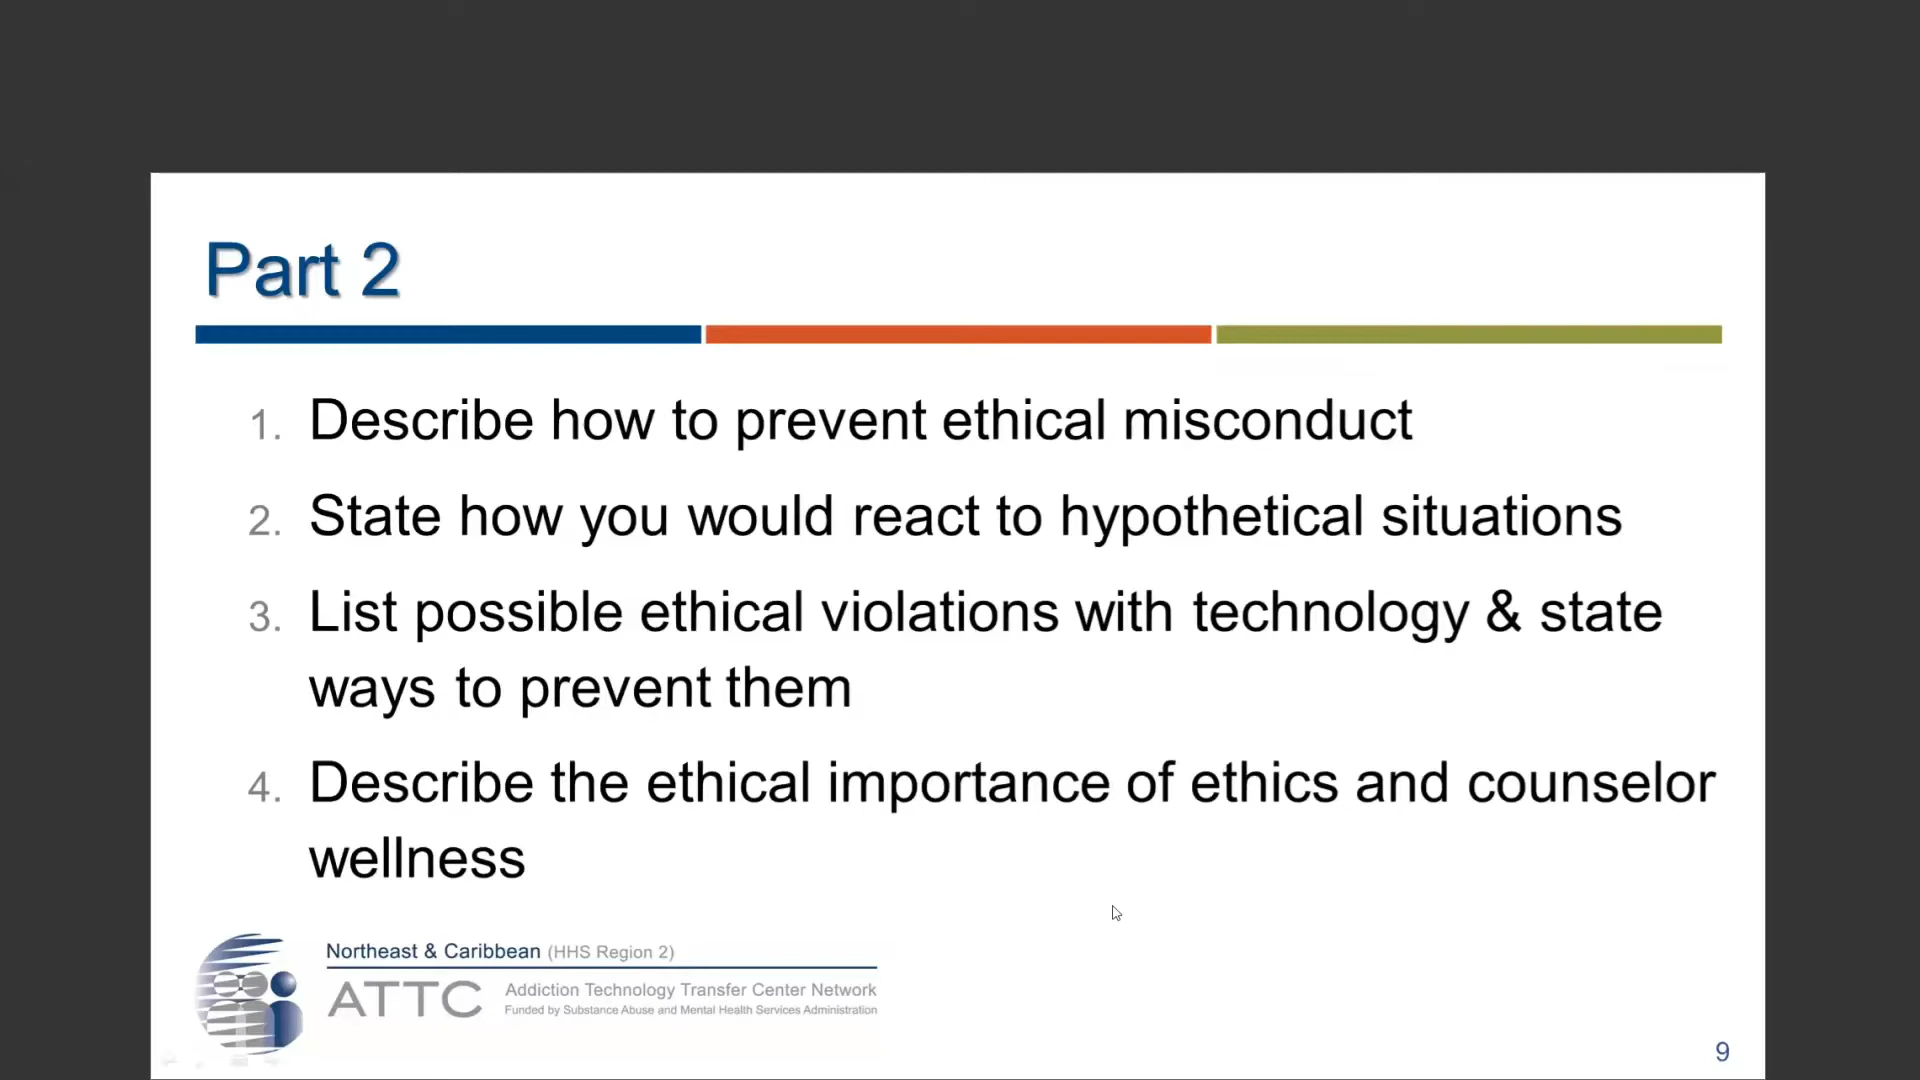 Part 2
1. Describe how to prevent ethical misconduct
2. State how you would react to hypothetical situations
3. List possible ethical violations with technology & state
ways to prevent them
4. Describe the ethical importance of ethics and counselor
wellness
Northeast & Caribbean (HHS Region 2)
ATTC
Addiction Technology Transfer Center Network
Funded by Substance Abuse and Mental Health Services Administration
9